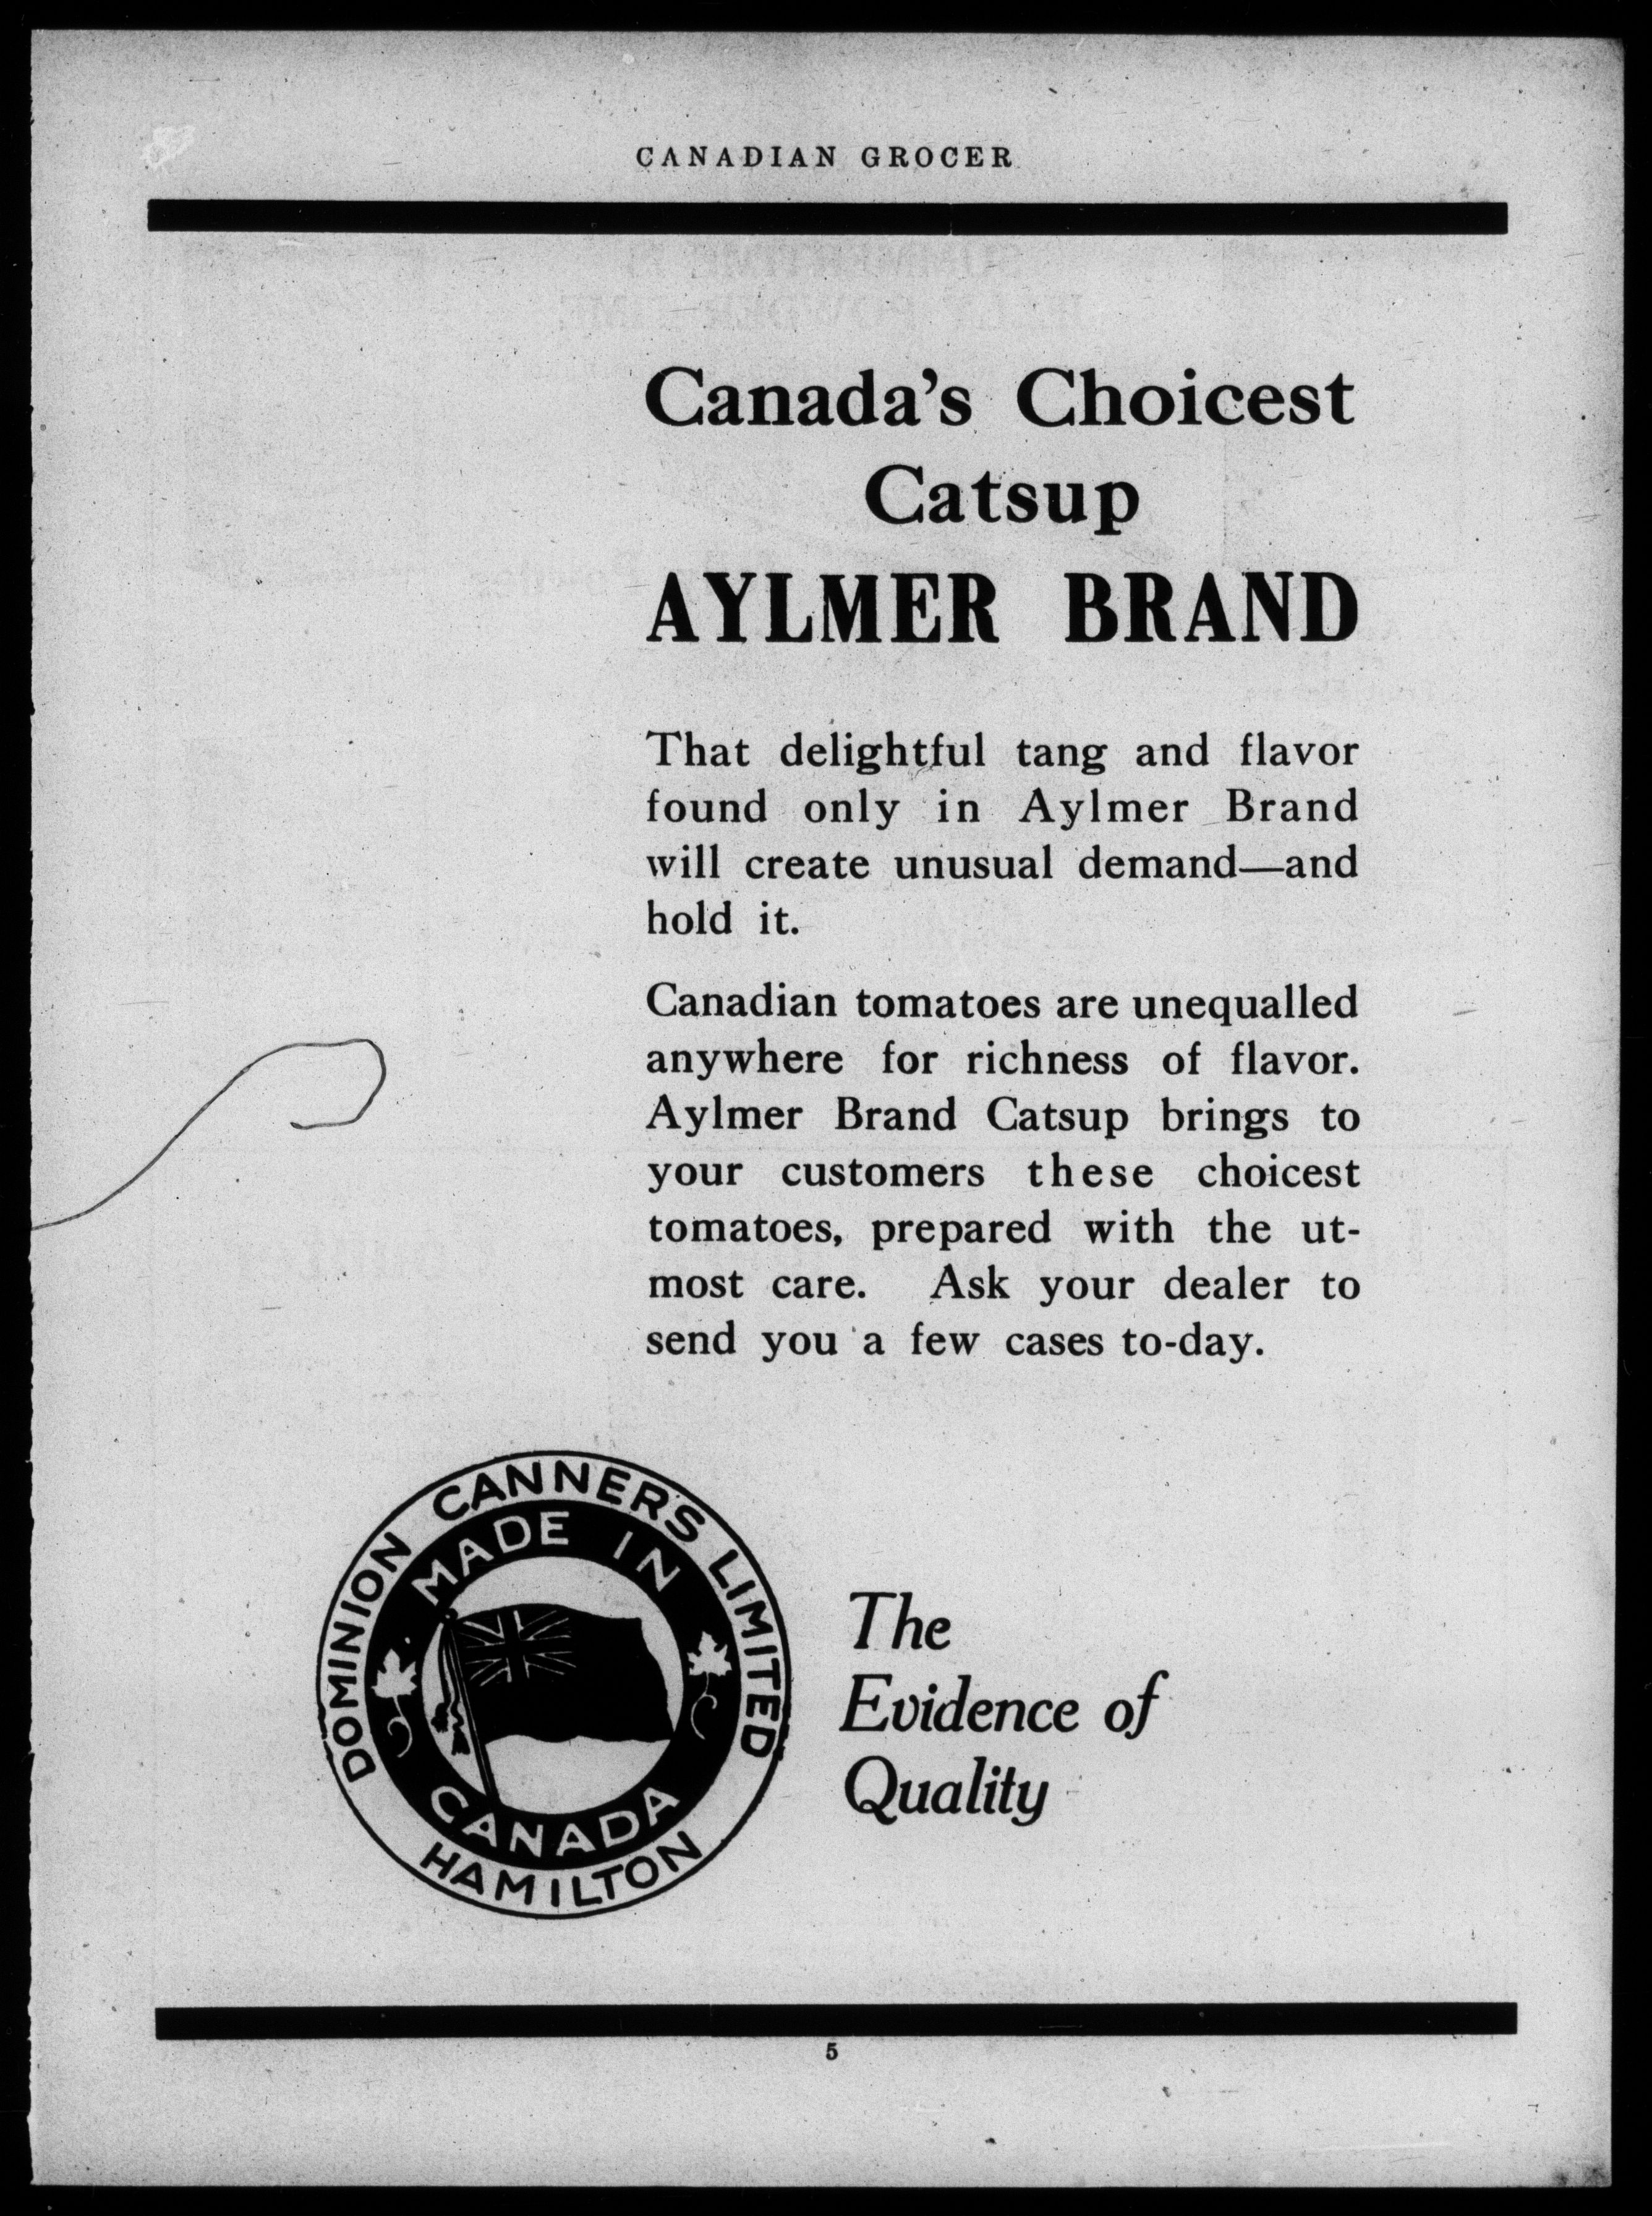 CANADIAN GROCER
Canada's Choicest
Catsup
AYLMER BRAND
That delightful tang and flavor
found only in Aylmer Brand
will create unusual demand—and
hold it.
Canadian tomatoes are unequalled
anywhere for richness of flavor.
Aylmer Brand Catsup brings to
your customers these choicest
tomatoes, prepared with the ut-
most care. Ask your dealer to
send you a few cases to-day.
DOMINION CANNERS LIMITED
MADE IN
CANADA
HAMILTON
The
Evidence of
Quality
5